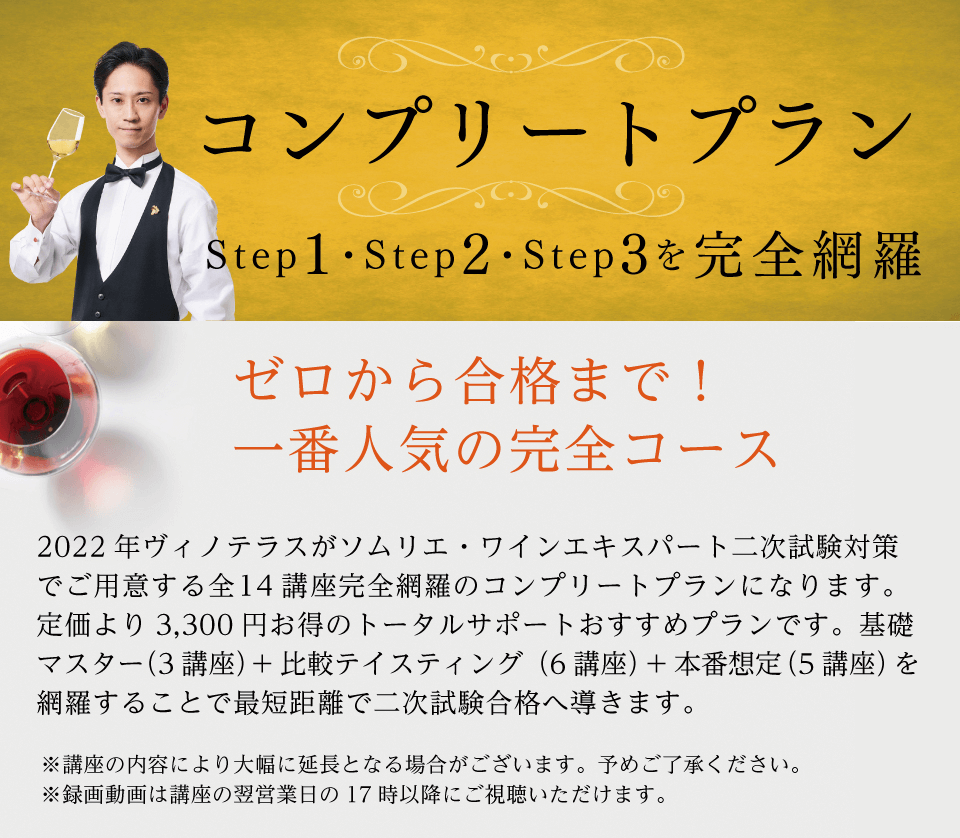 コンプリートプラン
Step1・Step2・Step3を完全網羅
ゼロから合格まで！
一番人気の完全コース
2022年ヴィノテラスがソムリエ・ワインエキスパート二次試験対策
でご用意する全14講座完全網羅のコンプリートプランになります。
定価より3,300円お得のトータルサポートおすすめプランです。基礎
マスター(3講座)＋比較テイスティング（6講座）＋本番想定（5講座）を
網羅することで最短距離で二次試験合格へ導きます。
※講座の内容により大幅に延長となる場合がございます。予めご了承ください。
※録画動画は講座の翌営業日の17時以降にご視聴いただけます。